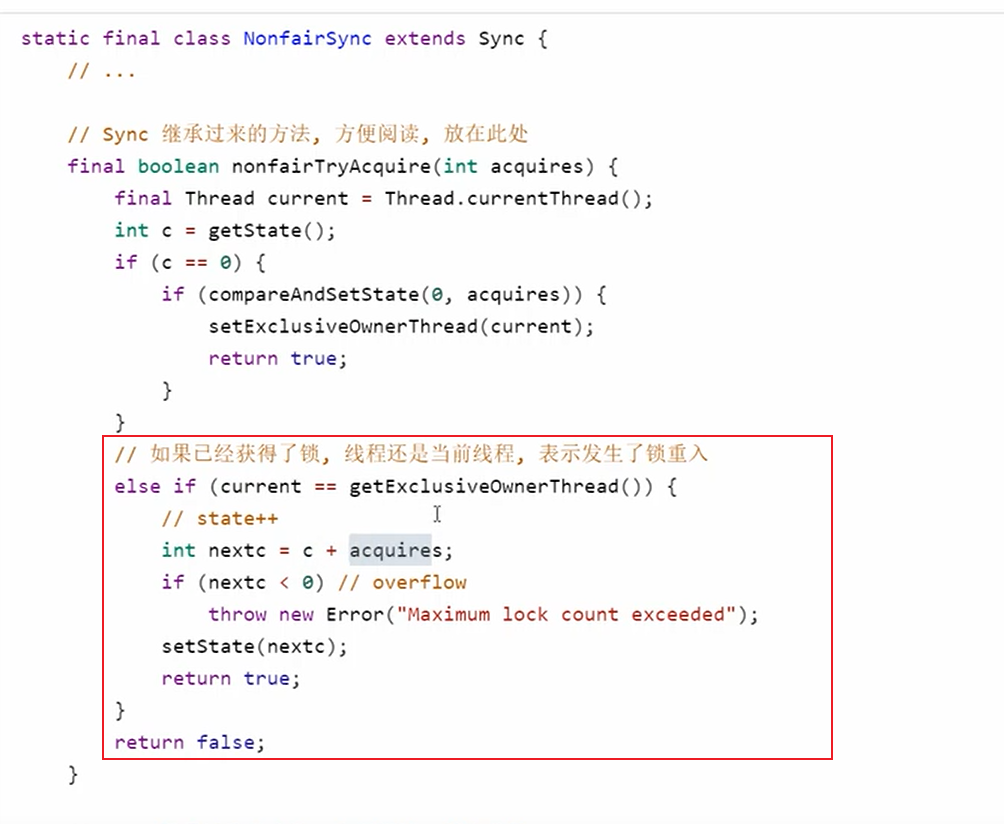 static final class NonfairSync extends Sync {
// ...
// Sync 继承过来的方法, 方便阅读, 放在此处
final boolean nonfairTryAcquire(int acquires) {
final Thread current = Thread.currentThread();
int c = getState();
if (c == 0) {
if (compareAndSetState(0, acquires)) {
setExclusiveOwnerThread(current);
return true;
}
}
// 如果已经获得了锁, 线程还是当前线程, 表示发生了锁重入
else if (current == getExclusiveOwnerThread()) {
// state++
int nextc = c + acquires;
if (nextc < 0) // overflow
throw new Error("Maximum lock count exceeded");
setState(nextc);
return true;
}
return false;
}